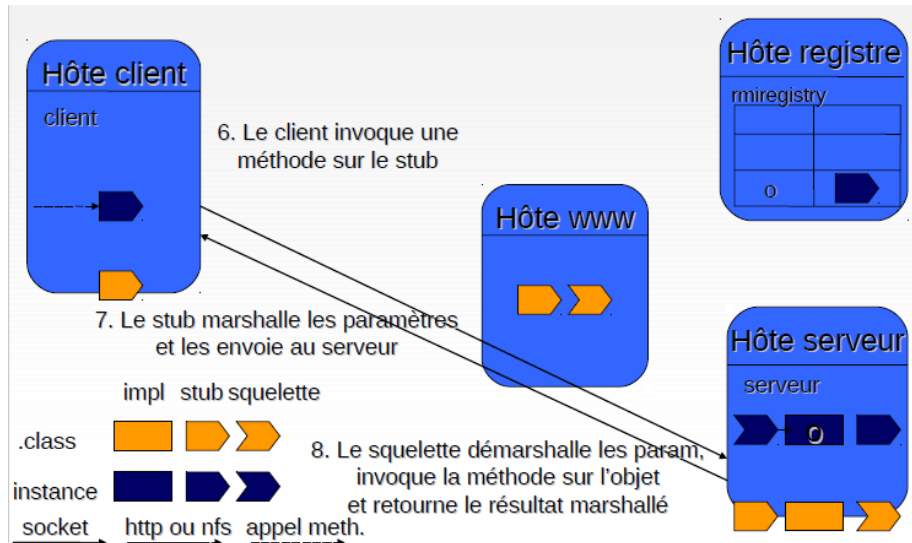 Hôte client
client
6. Le client invoque une
méthode sur le stub
Hôte registre
rmiregistry
o
Hôte www
7. Le stub marshalle les paramètres
et les envoie au serveur
Hôte serveur
serveur
o
impl stub squelette
.class
instance
socket http ou nfs appel meth.
8. Le squelette démarshalle les param,
invoque la méthode sur l'objet
et retourne le résultat marshallé